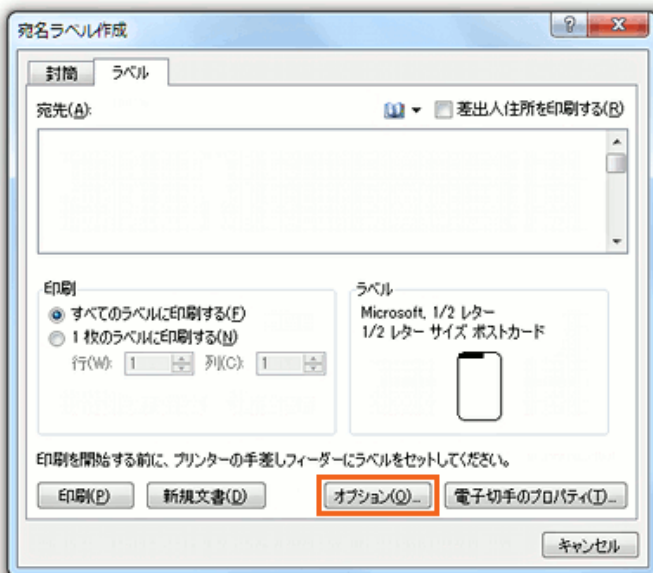 宛名ラベル作成
封筒 ラベル
宛先(A): 差出人住所を印刷する(R)
印刷
すべてのラベルに印刷する(F)
1 枚のラベルに印刷する(N)
行(W): 1 列(C): 1
ラベル
Microsoft, 1/2 レター
1/2 レター サイズ ポストカード
印刷を開始する前に、プリンターの手差しフィーダーにラベルをセットしてください。
印刷(P) 新規文書(D) オプション(O)... 電子切手のプロパティ(T)...
キャンセル